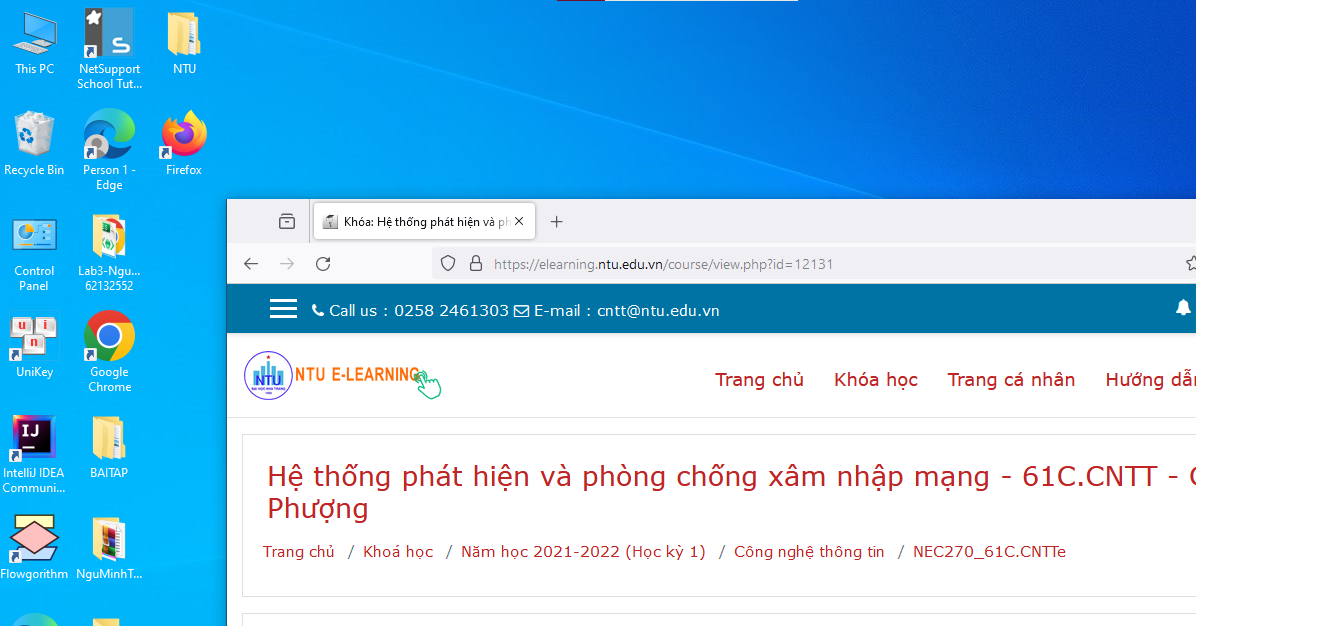 This PC
NetSupport
School Tut...
NTU
Recycle Bin
Person 1 -
Edge
Firefox
Control
Panel
Lab3-Ngu...
62132552
UniKey
Google
Chrome
IntelliJ IDEA
Communi...
BAITAP
Flowgorithm
NguMinhT...
Khóa: Hệ thống phát hiện và ph
https://elearning.ntu.edu.vn/course/view.php?id=12131
Call us : 0258 2461303 E-mail : cntt@ntu.edu.vn
NTU
NTU E-LEARNING
Trang chủ Khóa học Trang cá nhân Hướng dẫn
Hệ thống phát hiện và phòng chống xâm nhập mạng - 61C.CNTT -
Phượng
Trang chủ / Khoá học / Năm học 2021-2022 (Học kỳ 1) / Công nghệ thông tin / NEC270_61C.CNTTe